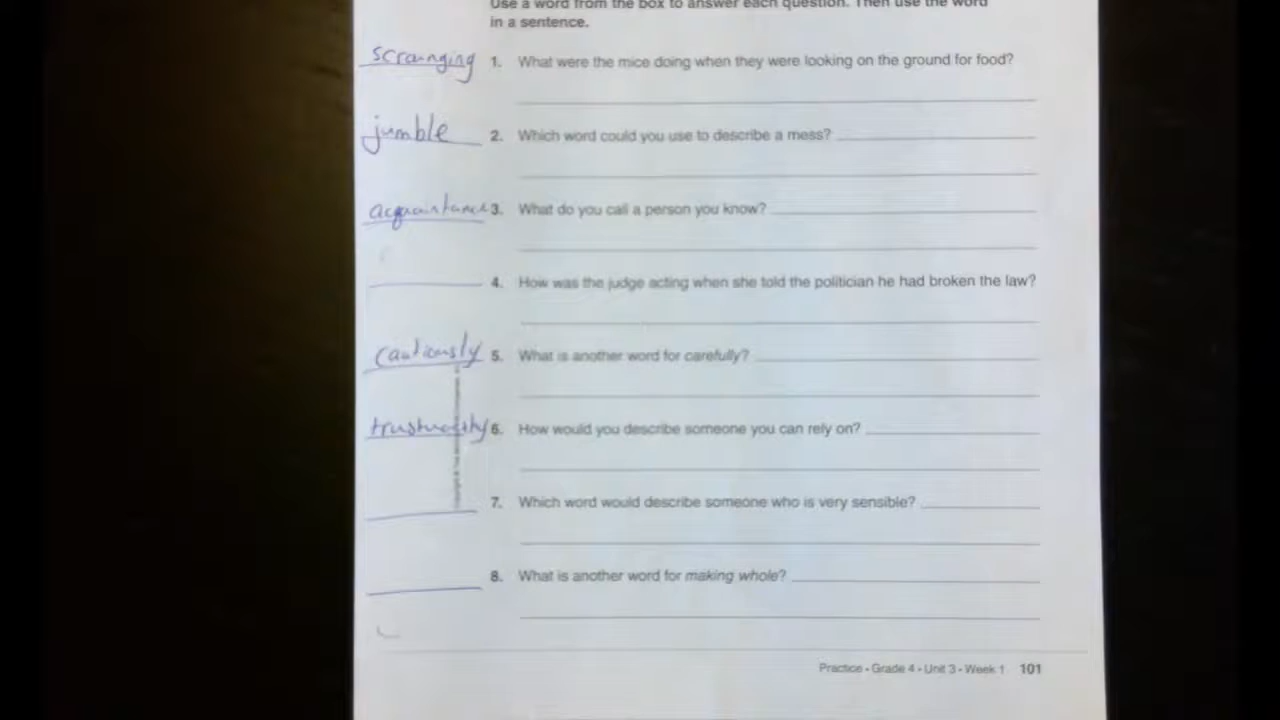 Use a word from the box to answer each question. Then use the word
in a sentence.
scraunging 1. What were the mice doing when they were looking on the ground for food?
jumble 2. Which word could you use to describe a mess?
acquaintance 3. What do you call a person you know?
4. How was the judge acting when she told the politician he had broken the law?
cautiously 5. What is another word for carefully?
6. How would you describe someone you can rely on?
7. Which word would describe someone who is very sensible?
8. What is another word for making whole?
Practice • Grade 4 • Unit 3 • Week 1 101